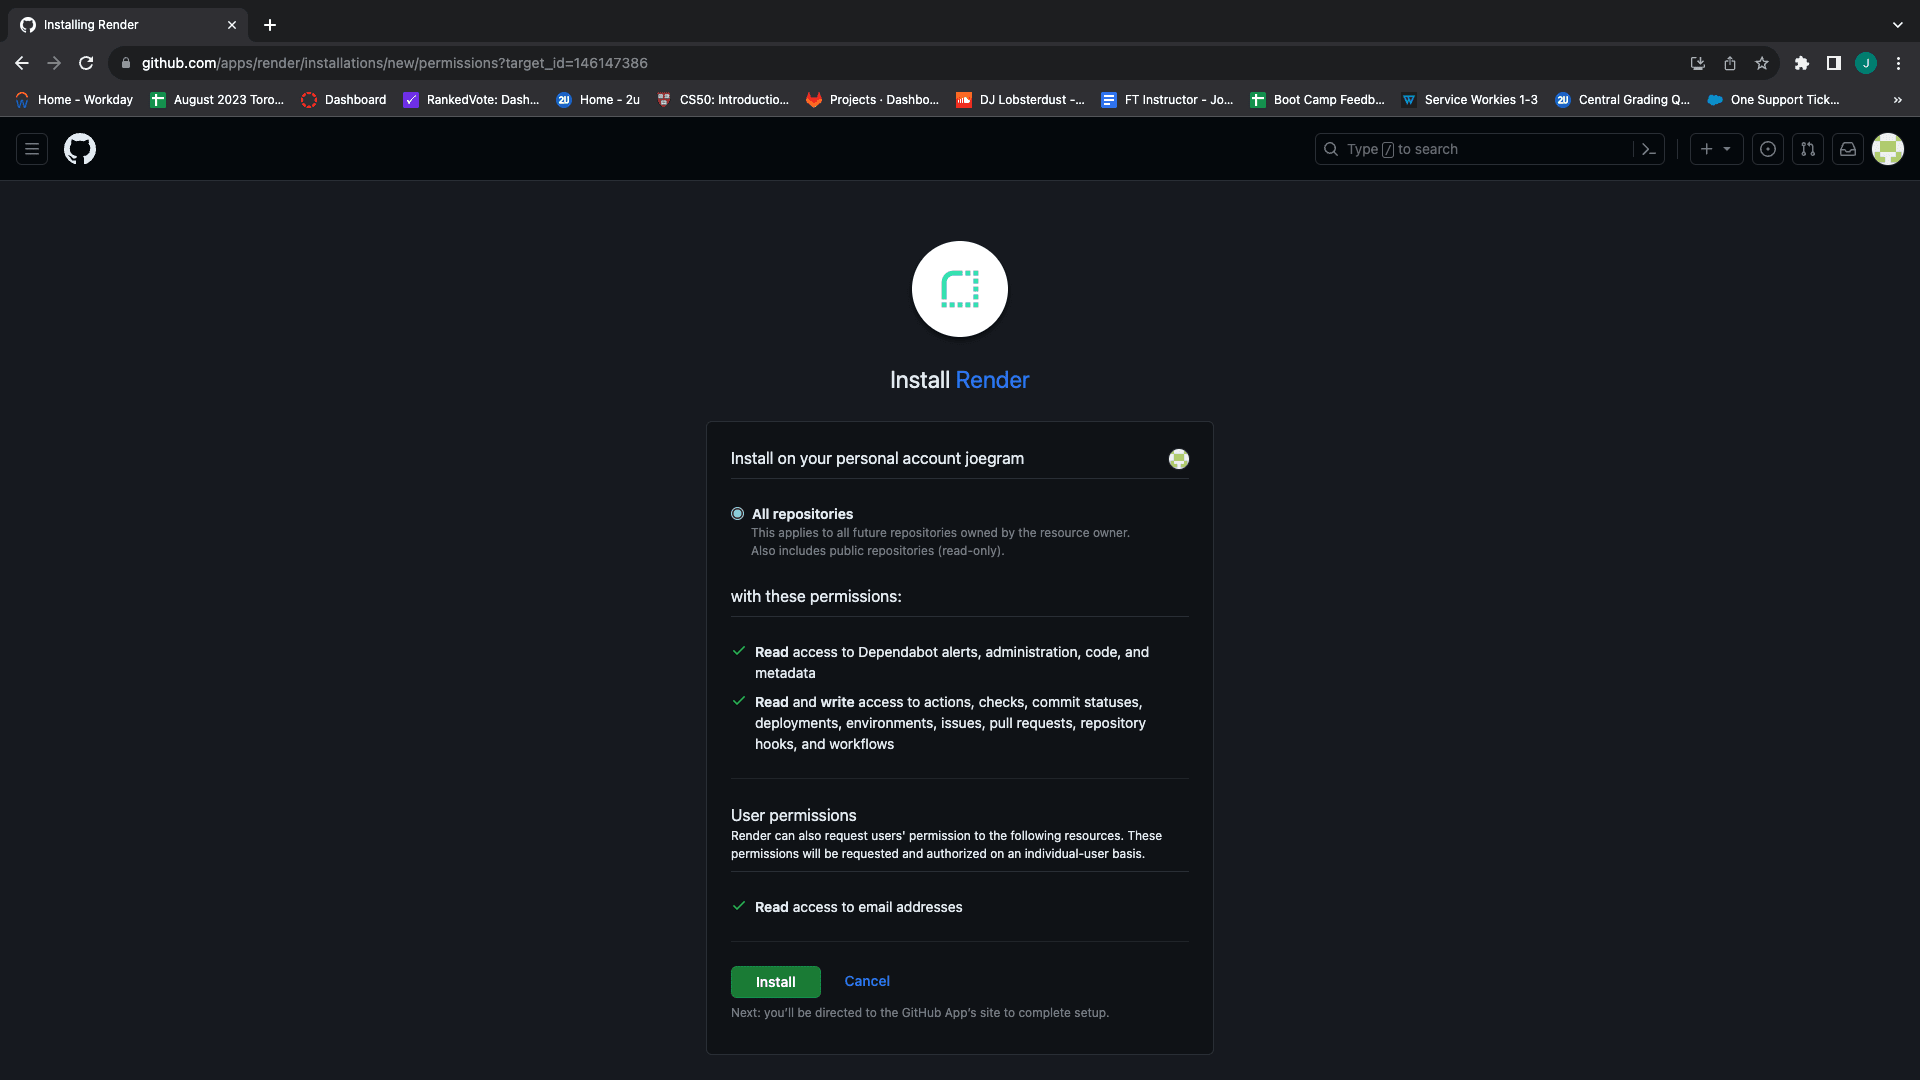 Installing Render
github.com/apps/render/installations/new/permissions?target_id=146147386
J
Home - Workday
August 2023 Toro...
Dashboard
RankedVote: Dash...
2U
Home - 2u
CS50: Introductio...
Projects · Dashbo...
DJ Lobsterdust -...
FT Instructor - Jo...
Boot Camp Feedb...
Service Workies 1-3
2U
Central Grading Q...
One Support Tick...
»
Type / to search
Install Render
Install on your personal account joegram
All repositories
This applies to all future repositories owned by the resource owner.
Also includes public repositories (read-only).
with these permissions:
Read access to Dependabot alerts, administration, code, and
metadata
Read and write access to actions, checks, commit statuses,
deployments, environments, issues, pull requests, repository
hooks, and workflows
User permissions
Render can also request users' permission to the following resources. These
permissions will be requested and authorized on an individual-user basis.
Read access to email addresses
Install
Cancel
Next: you'll be directed to the GitHub App's site to complete setup.